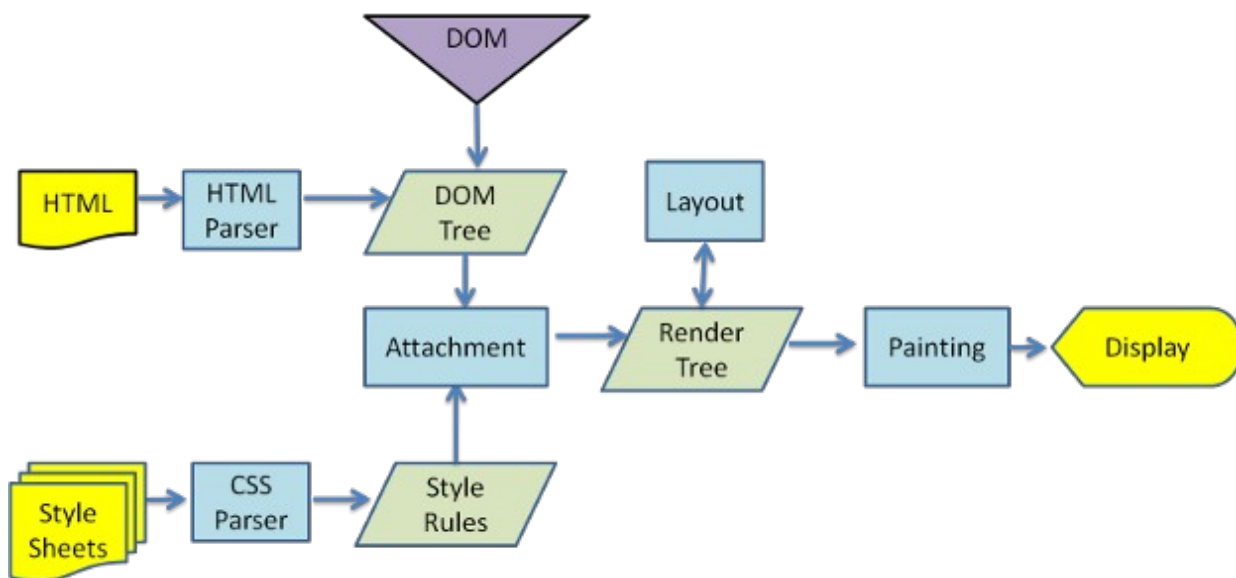 DOM
HTML
HTML
Parser
DOM
Tree
Layout
Attachment
Render
Tree
Painting
Display
Style
Sheets
CSS
Parser
Style
Rules